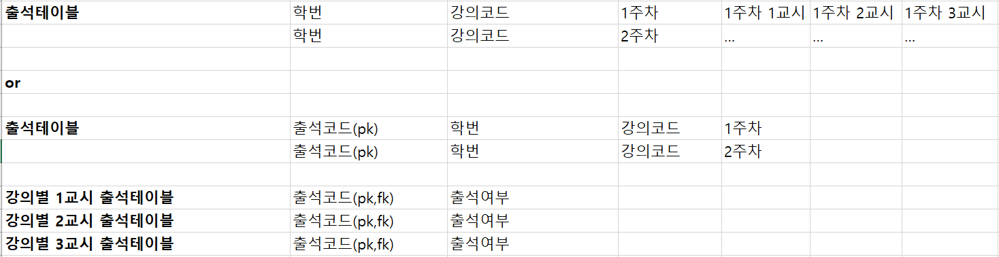 출석테이블 학번 강의코드 1주차 1주차 1교시 1주차 2교시 1주차 3교시
학번 강의코드 2주차 ... ... ...
or
출석테이블 출석코드(pk) 학번 강의코드 1주차
출석코드(pk) 학번 강의코드 2주차
강의별 1교시 출석테이블 출석코드(pk,fk) 출석여부
강의별 2교시 출석테이블 출석코드(pk,fk) 출석여부
강의별 3교시 출석테이블 출석코드(pk,fk) 출석여부